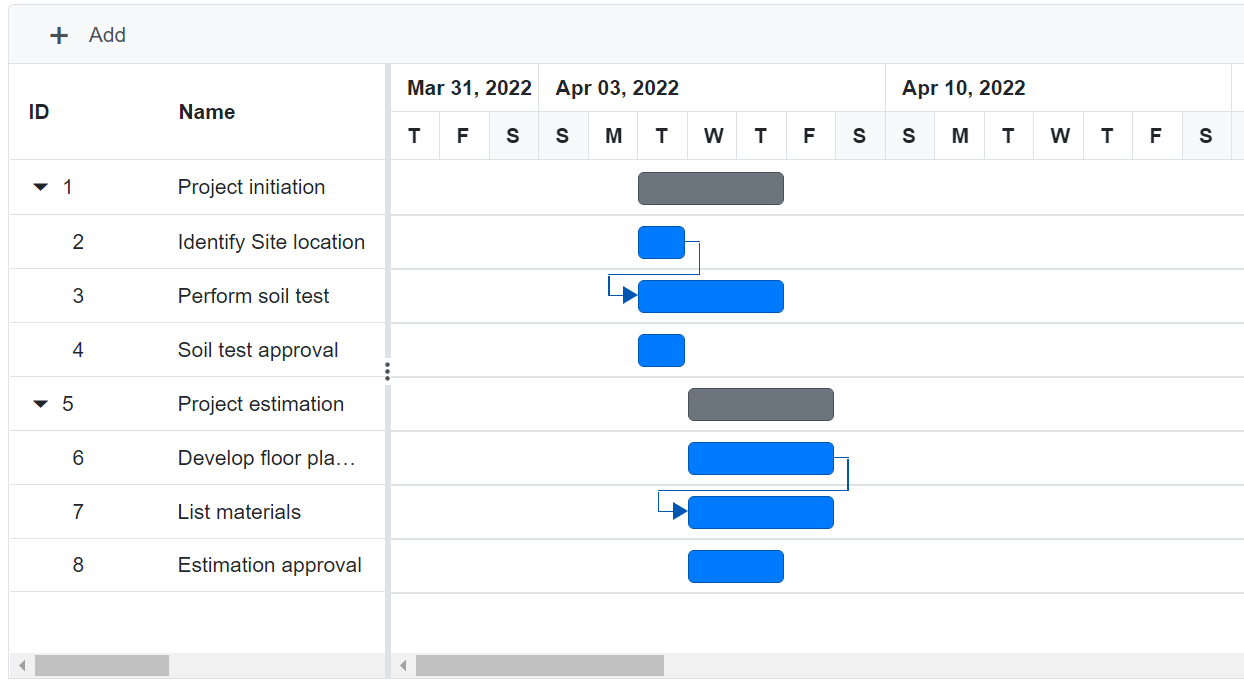 + Add
ID Name Mar 31, 2022 Apr 03, 2022 Apr 10, 2022
T F S S M T W T F S S M T W T F S
1 Project initiation
2 Identify Site location
3 Perform soil test
4 Soil test approval
5 Project estimation
6 Develop floor pla…
7 List materials
8 Estimation approval